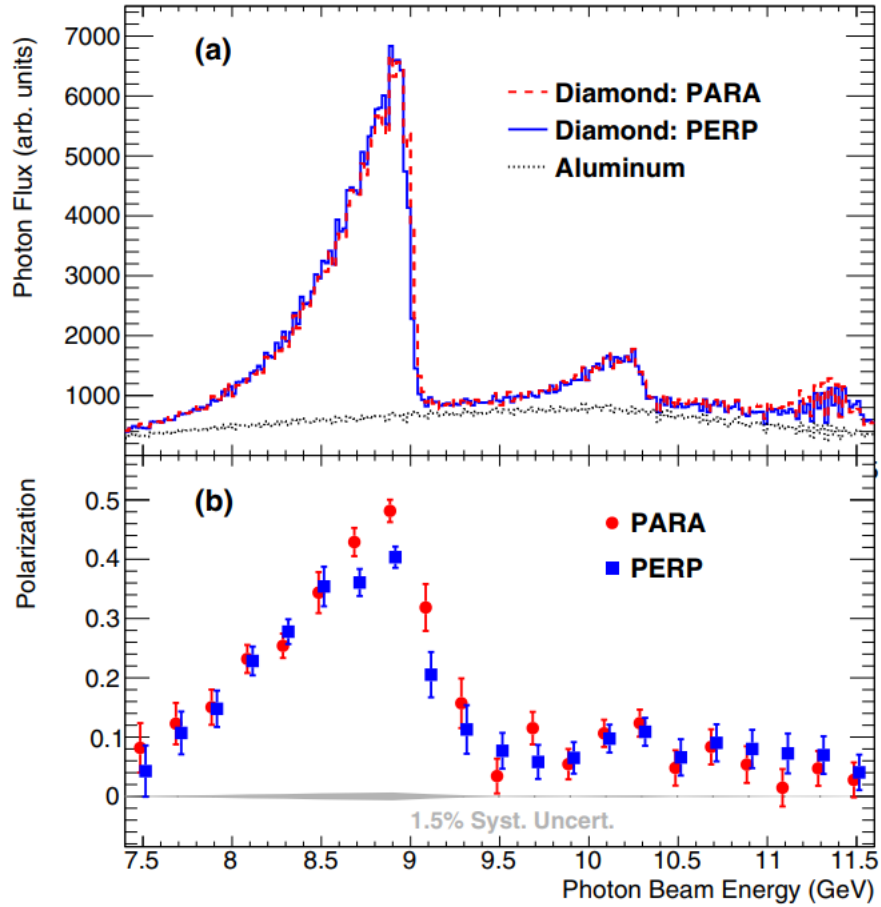 (a)
Photon Flux (arb. units)
7000
6000
5000
4000
3000
2000
1000
Diamond: PARA
Diamond: PERP
Aluminum
(b)
Polarization
0.5
0.4
0.3
0.2
0.1
0
PARA
PERP
1.5% Syst. Uncert.
7.5 8 8.5 9 9.5 10 10.5 11 11.5
Photon Beam Energy (GeV)